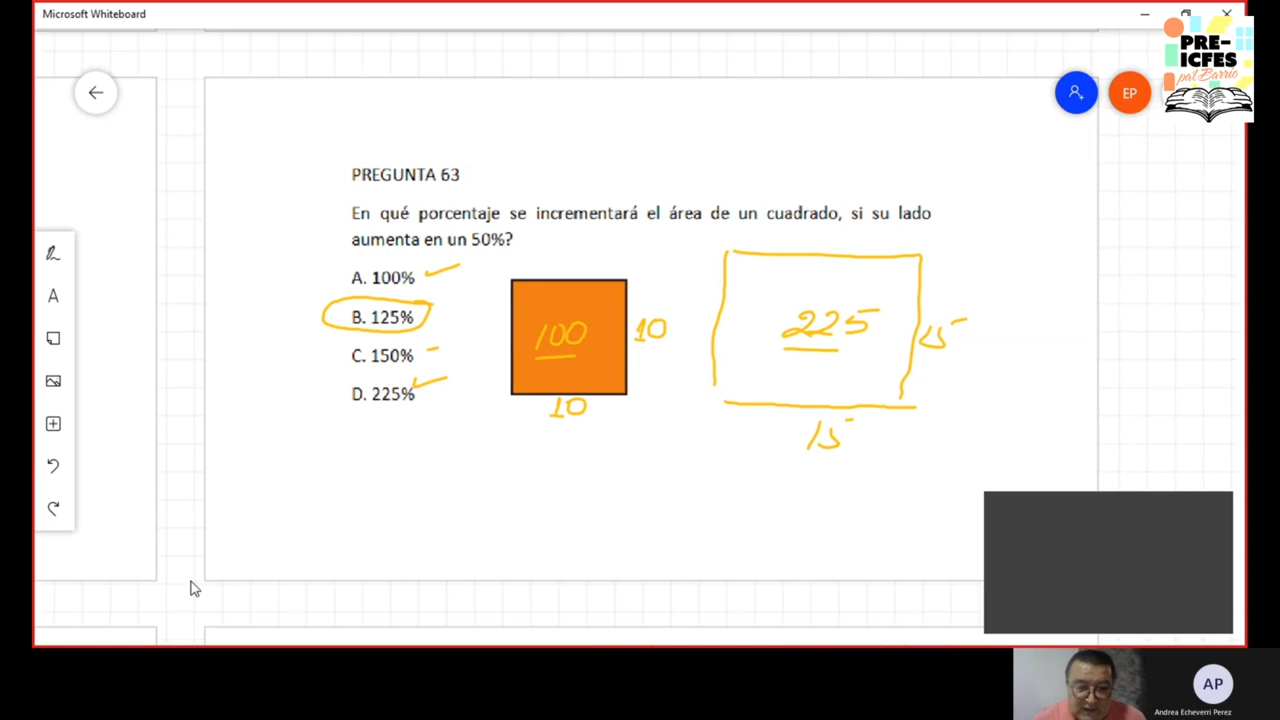 Microsoft Whiteboard
PRE-
ICFES
pa'l Barrio
EP
PREGUNTA 63
En qué porcentaje se incrementará el área de un cuadrado, si su lado
aumenta en un 50%?
A. 100%
B. 125%
C. 150%
D. 225%
100
10
10
225
15
15
A
AP
Andrea Echeverri Perez